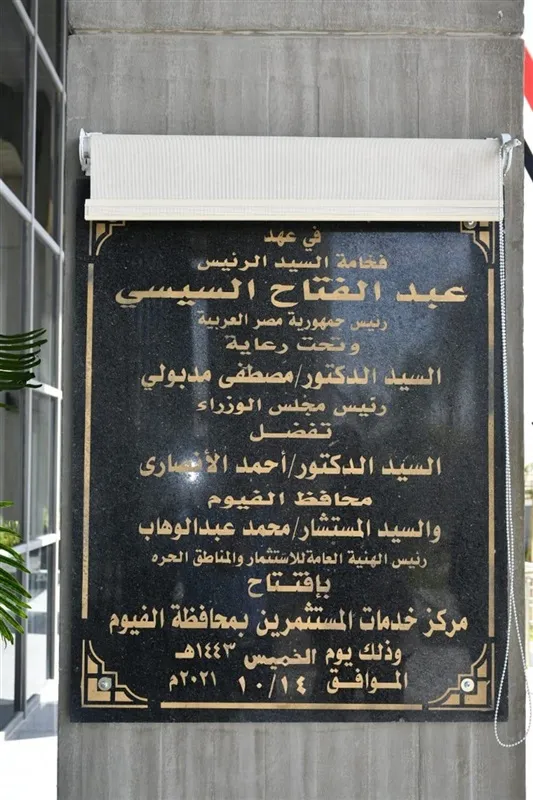 في عهد
فخامة السيد الرئيس
عبد الفتاح السيسي
رئيس جمهورية مصر العربية
وتحت رعاية
السيد الدكتور/مصطفى مدبولي
رئيس مجلس الوزراء
تفضل
السيد الدكتور/أحمد الأنصارى
محافظ الفيوم
والسيد المستشار/محمد عبدالوهاب
رئيس الهيئة العامة للاستثمار والمناطق الحره
بإفتتاح
مركز خدمات المستثمرين بمحافظة الفيوم
وذلك يوم الخميس ١٤٤٣هـ
الموافق ١٠/١٤ ٢٠٢١م